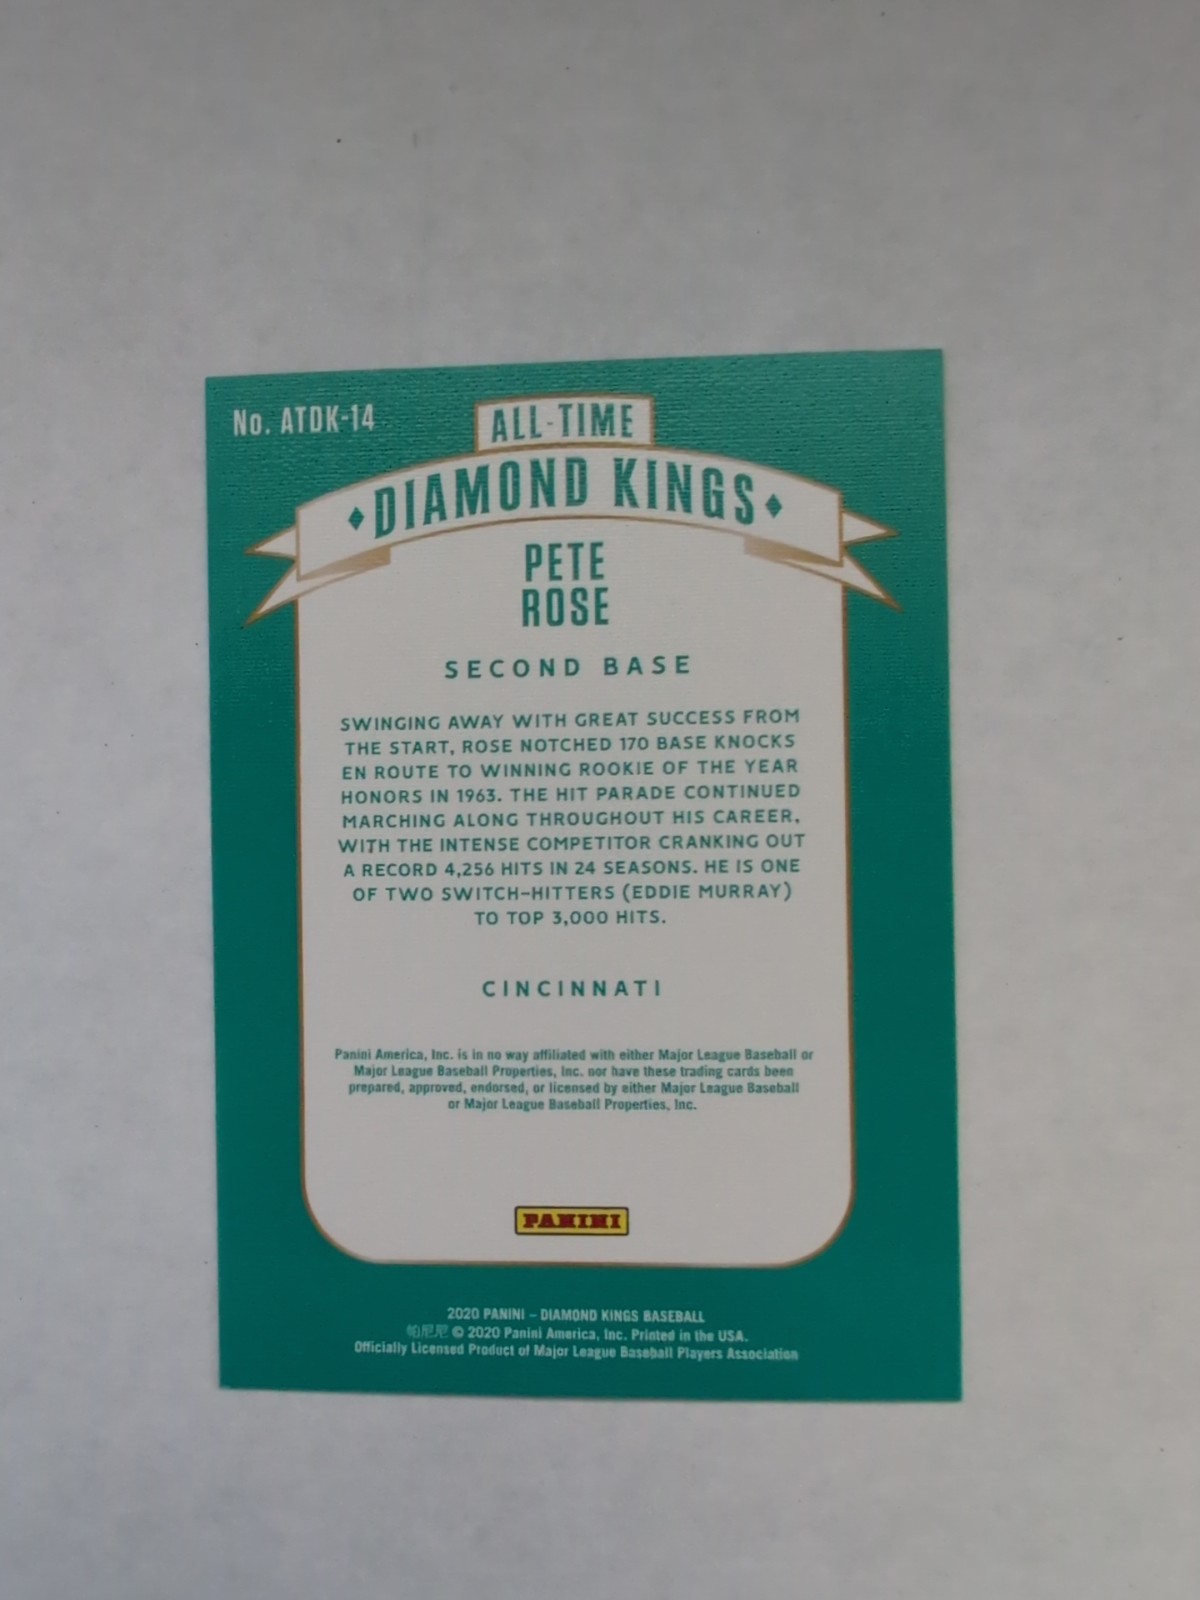 No. ATDK-14
ALL-TIME
DIAMOND KINGS
PETE
ROSE
SECOND BASE
SWINGING AWAY WITH GREAT SUCCESS FROM
THE START, ROSE NOTCHED 170 BASE KNOCKS
EN ROUTE TO WINNING ROOKIE OF THE YEAR
HONORS IN 1963. THE HIT PARADE CONTINUED
MARCHING ALONG THROUGHOUT HIS CAREER,
WITH THE INTENSE COMPETITOR CRANKING OUT
A RECORD 4,256 HITS IN 24 SEASONS. HE IS ONE
OF TWO SWITCH-HITTERS (EDDIE MURRAY)
TO TOP 3,000 HITS.
CINCINNATI
Panini America, Inc. is in no way affiliated with either Major League Baseball or
Major League Baseball Properties, Inc. nor have these trading cards been
prepared, approved, endorsed, or licensed by either Major League Baseball
or Major League Baseball Properties, Inc.
PANINI
2020 PANINI – DIAMOND KINGS BASEBALL
帕尼尼 © 2020 Panini America, Inc. Printed in the USA.
Officially Licensed Product of Major League Baseball Players Association